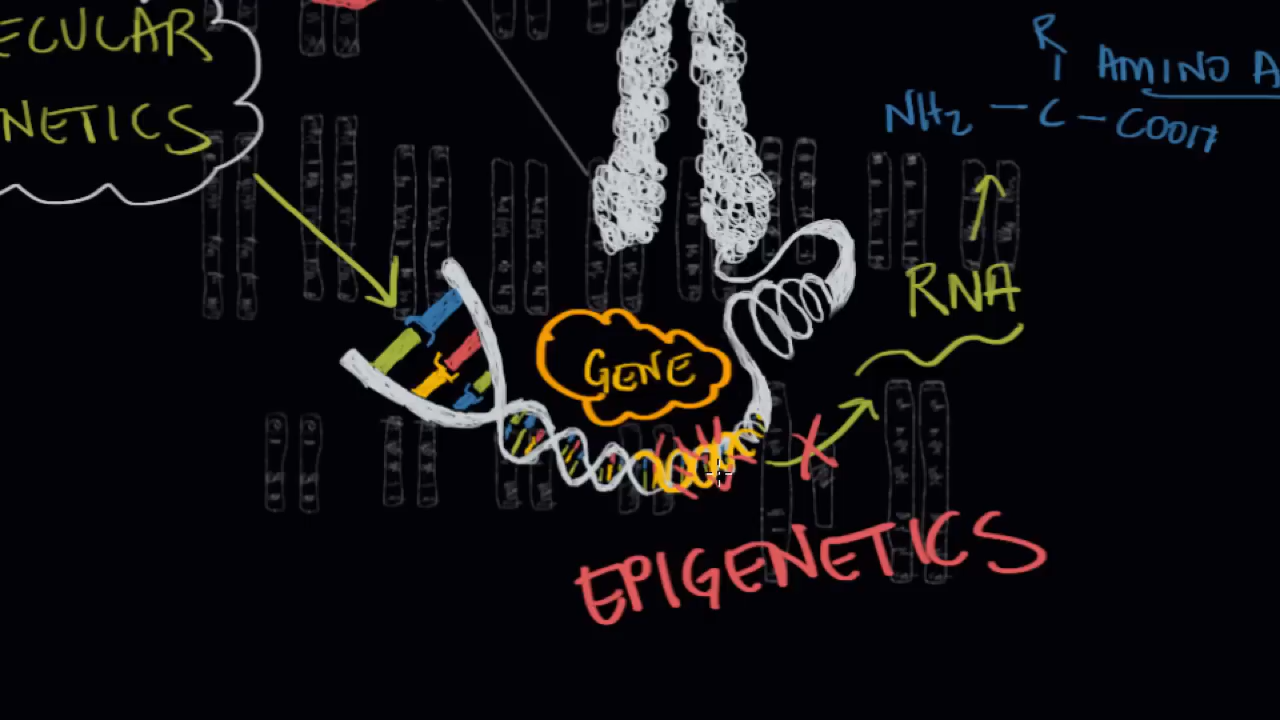 ECULAR
NETICS
R
AMINO A
NH2 — C — COOH
RNA
GENE
EPIGENETICS